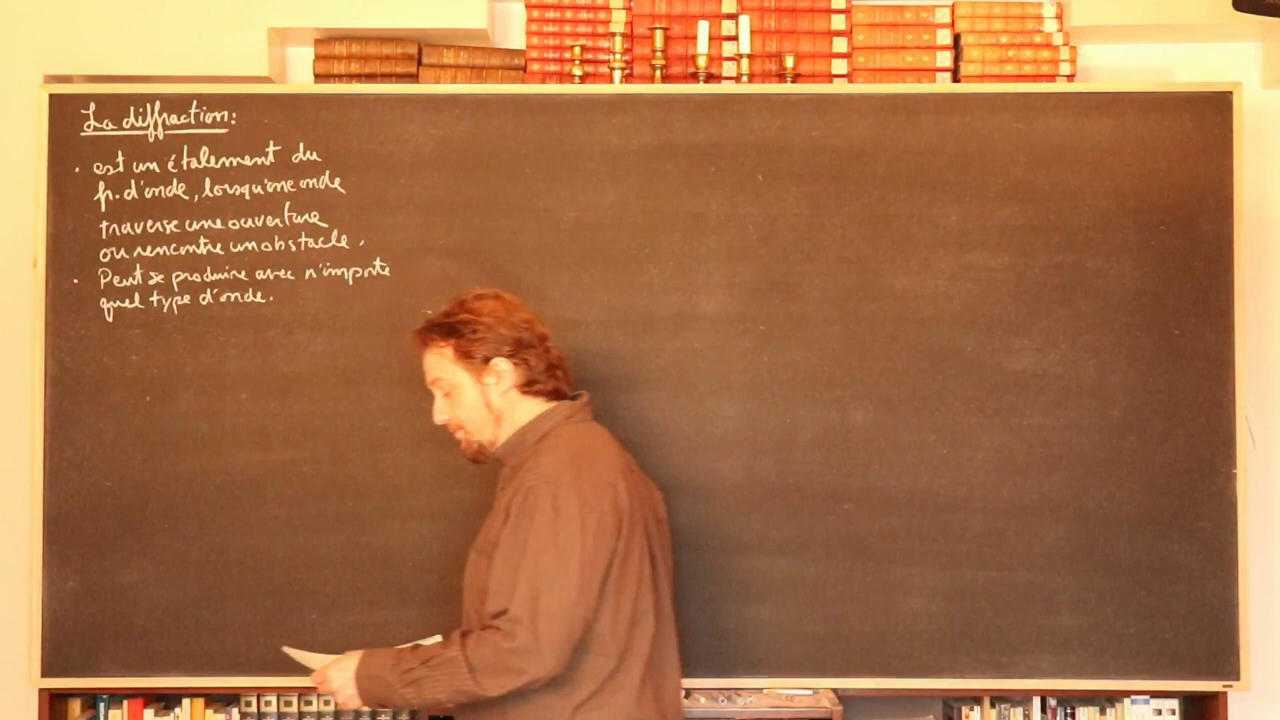 La diffraction:
· est un étalement du
fr. d'onde, lorsqu'une onde
traverse une ouverture
ou rencontre un obstacle.
· Peut se produire avec n'importe
quel type d'onde.